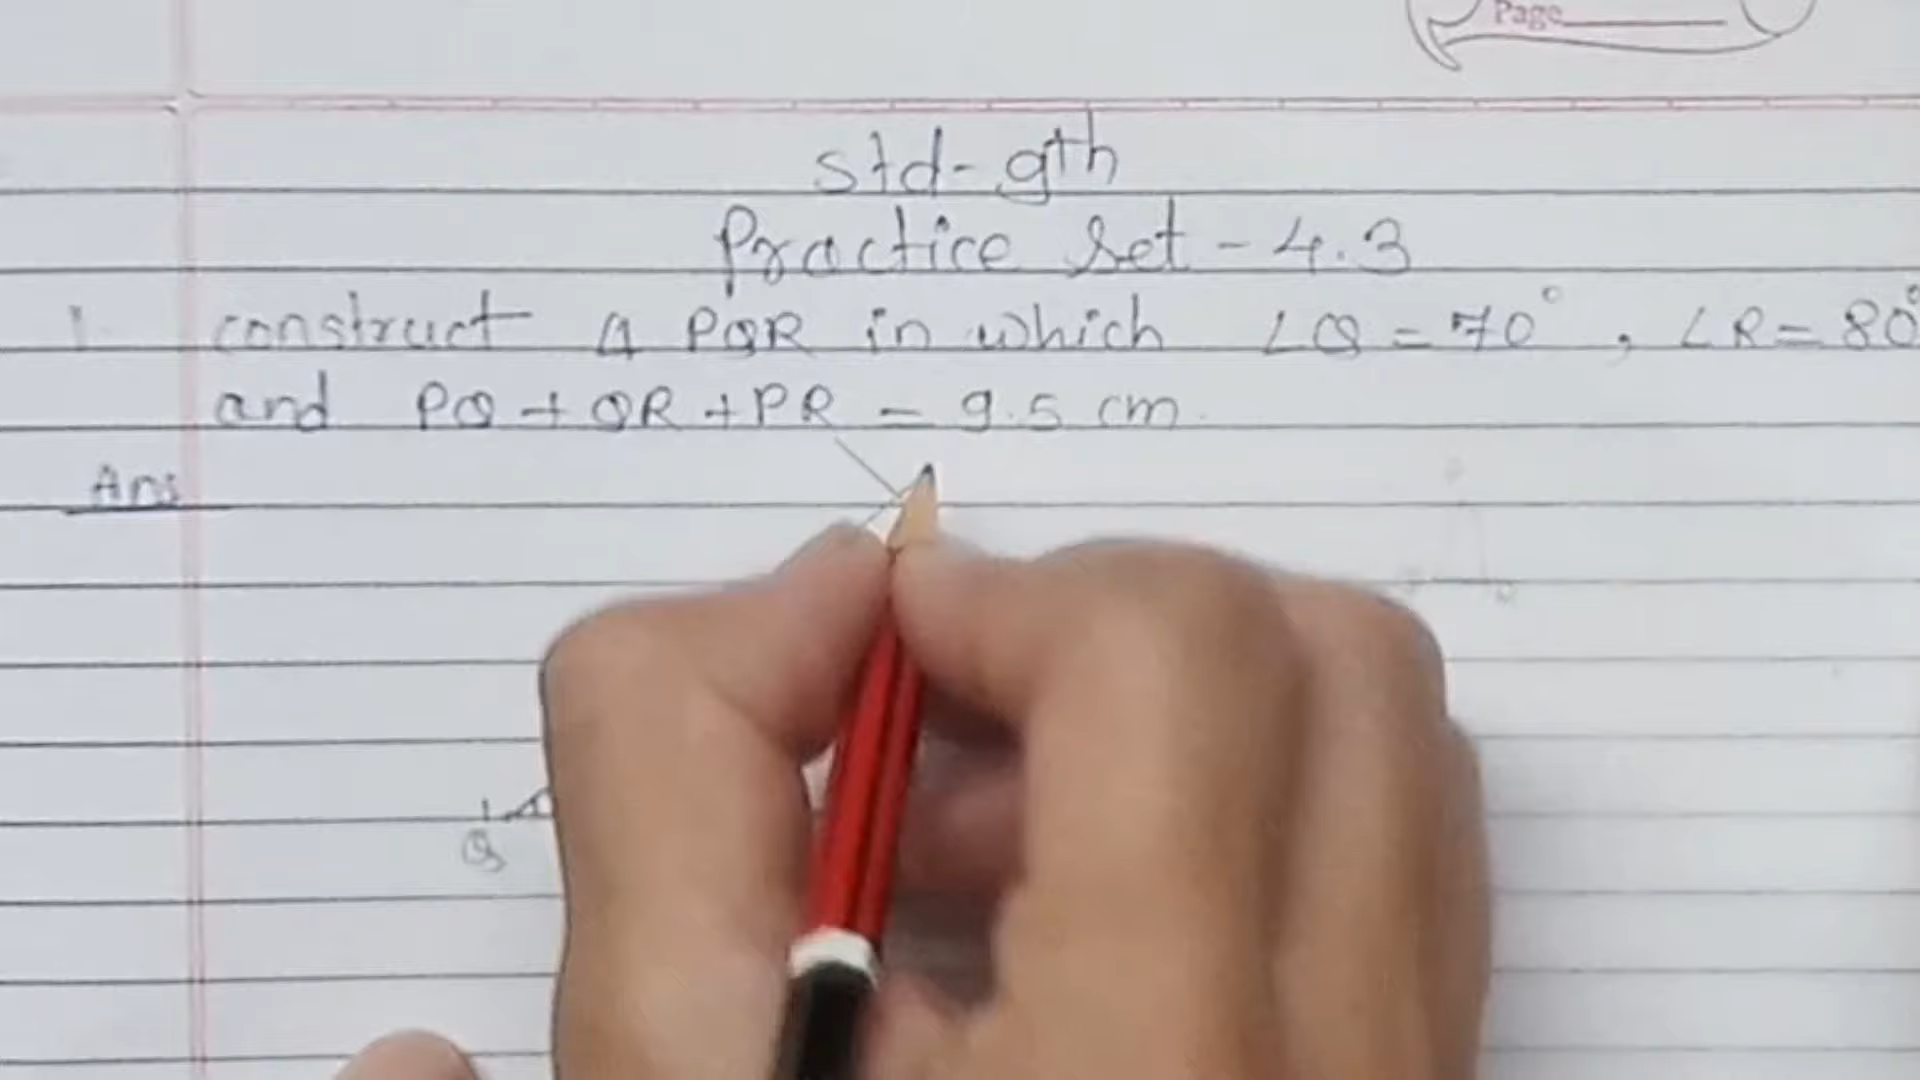 Page
std-9th
Practice Set - 4.3
1. construct Δ PQR in which ∠Q = 70°, ∠R = 80°
and PQ + QR + PR = 9.5 cm.
Ans
Q